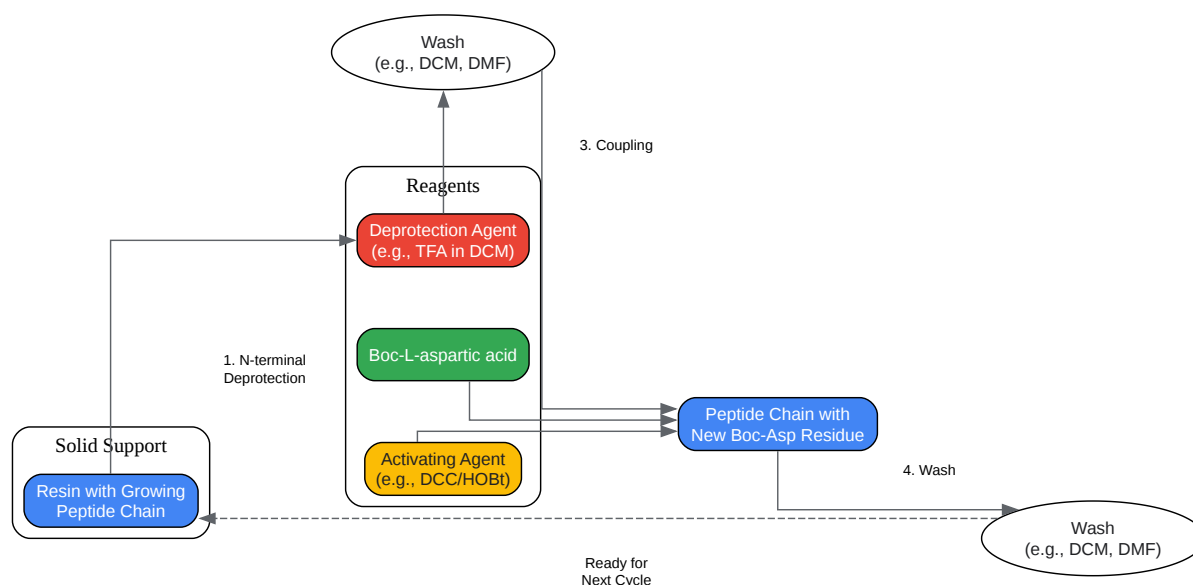 Wash
(e.g., DCM, DMF)
3. Coupling
Reagents
Deprotection Agent
(e.g., TFA in DCM)
1. N-terminal
Deprotection
Boc-L-aspartic acid
Peptide Chain with
New Boc-Asp Residue
Solid Support
Activating Agent
(e.g., DCC/HOBt)
4. Wash
Resin with Growing
Peptide Chain
Wash
(e.g., DCM, DMF)
Ready for
Next Cycle